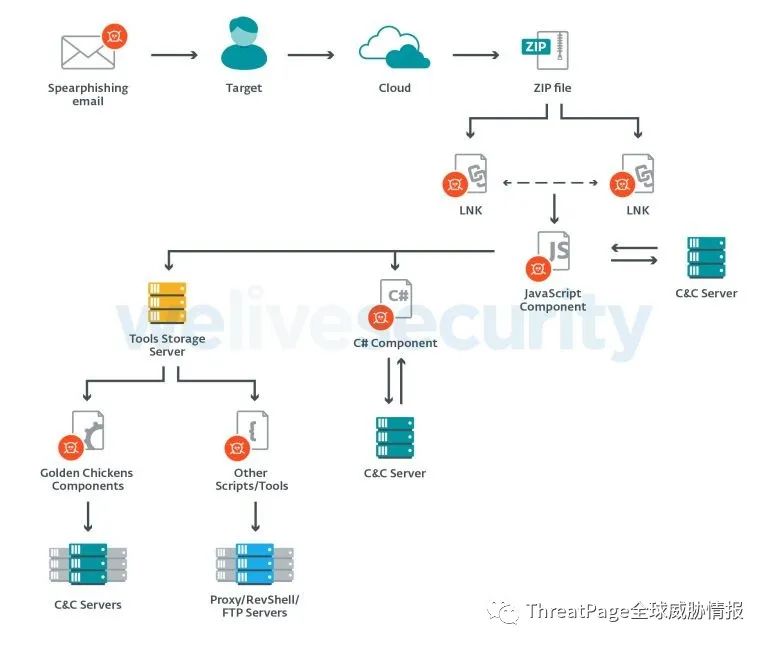 Spearphishing
email
Target
Cloud
ZIP
ZIP file
LNK
LNK
JS
JavaScript
Component
C&C Server
C#
C# Component
C&C Server
welivesecurity
Tools Storage
Server
{
Golden Chickens
Components
Other
Scripts/Tools
C&C Servers
Proxy/RevShell/
FTP Servers
ThreatPage全球威胁情报